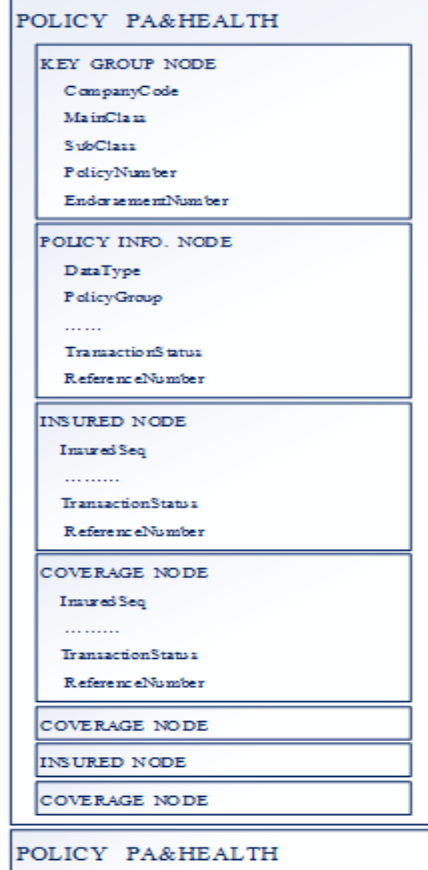 POLICY PA&HEALTH
KEY GROUP NODE
CompanyCode
MainClass
SubClass
PolicyNumber
EndorsementNumber
POLICY INFO. NODE
DataType
PolicyGroup
......
TransactionStatus
ReferenceNumber
INSURED NODE
InsuredSeq
.........
TransactionStatus
ReferenceNumber
COVERAGE NODE
InsuredSeq
.........
TransactionStatus
ReferenceNumber
COVERAGE NODE
INSURED NODE
COVERAGE NODE
POLICY PA&HEALTH